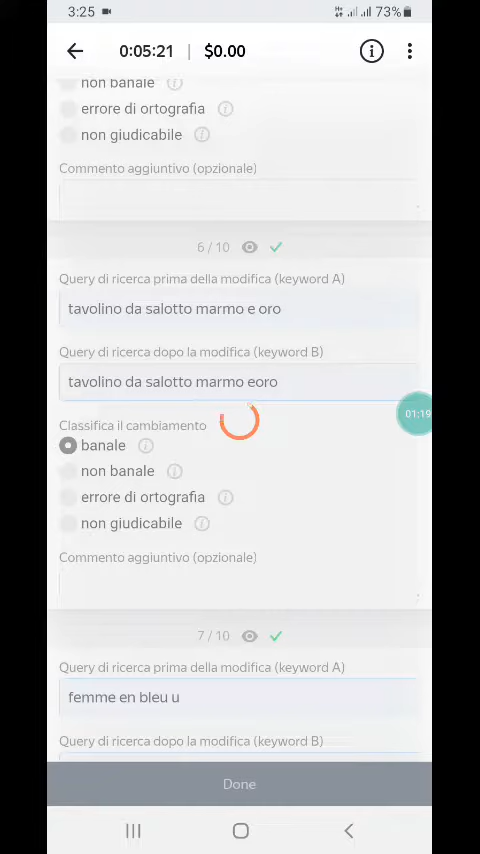 3:25 73%
0:05:21 | $0.00
non banale
errore di ortografia
non giudicabile
Commento aggiuntivo (opzionale)
6 / 10
Query di ricerca prima della modifica (keyword A)
tavolino da salotto marmo e oro
Query di ricerca dopo la modifica (keyword B)
tavolino da salotto marmo eoro
01:19
Classifica il cambiamento
banale
non banale
errore di ortografia
non giudicabile
Commento aggiuntivo (opzionale)
7 / 10
Query di ricerca prima della modifica (keyword A)
femme en bleu u
Query di ricerca dopo la modifica (keyword B)
Done